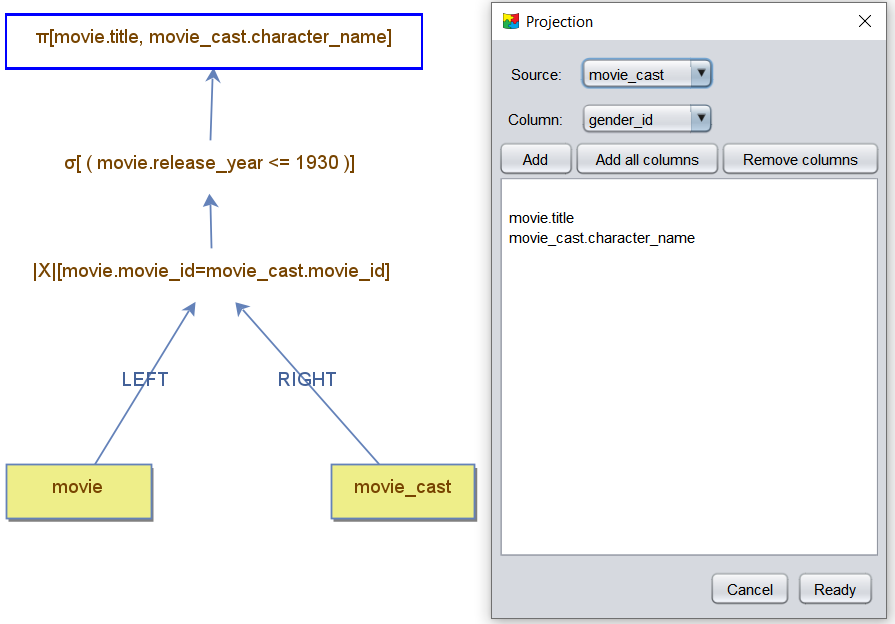 π[movie.title, movie_cast.character_name]
σ[ ( movie.release_year <= 1930 )]
|X|[movie.movie_id=movie_cast.movie_id]
LEFT
RIGHT
movie
movie_cast
Projection
Source:
movie_cast
Column:
gender_id
Add
Add all columns
Remove columns
movie.title
movie_cast.character_name
Cancel
Ready